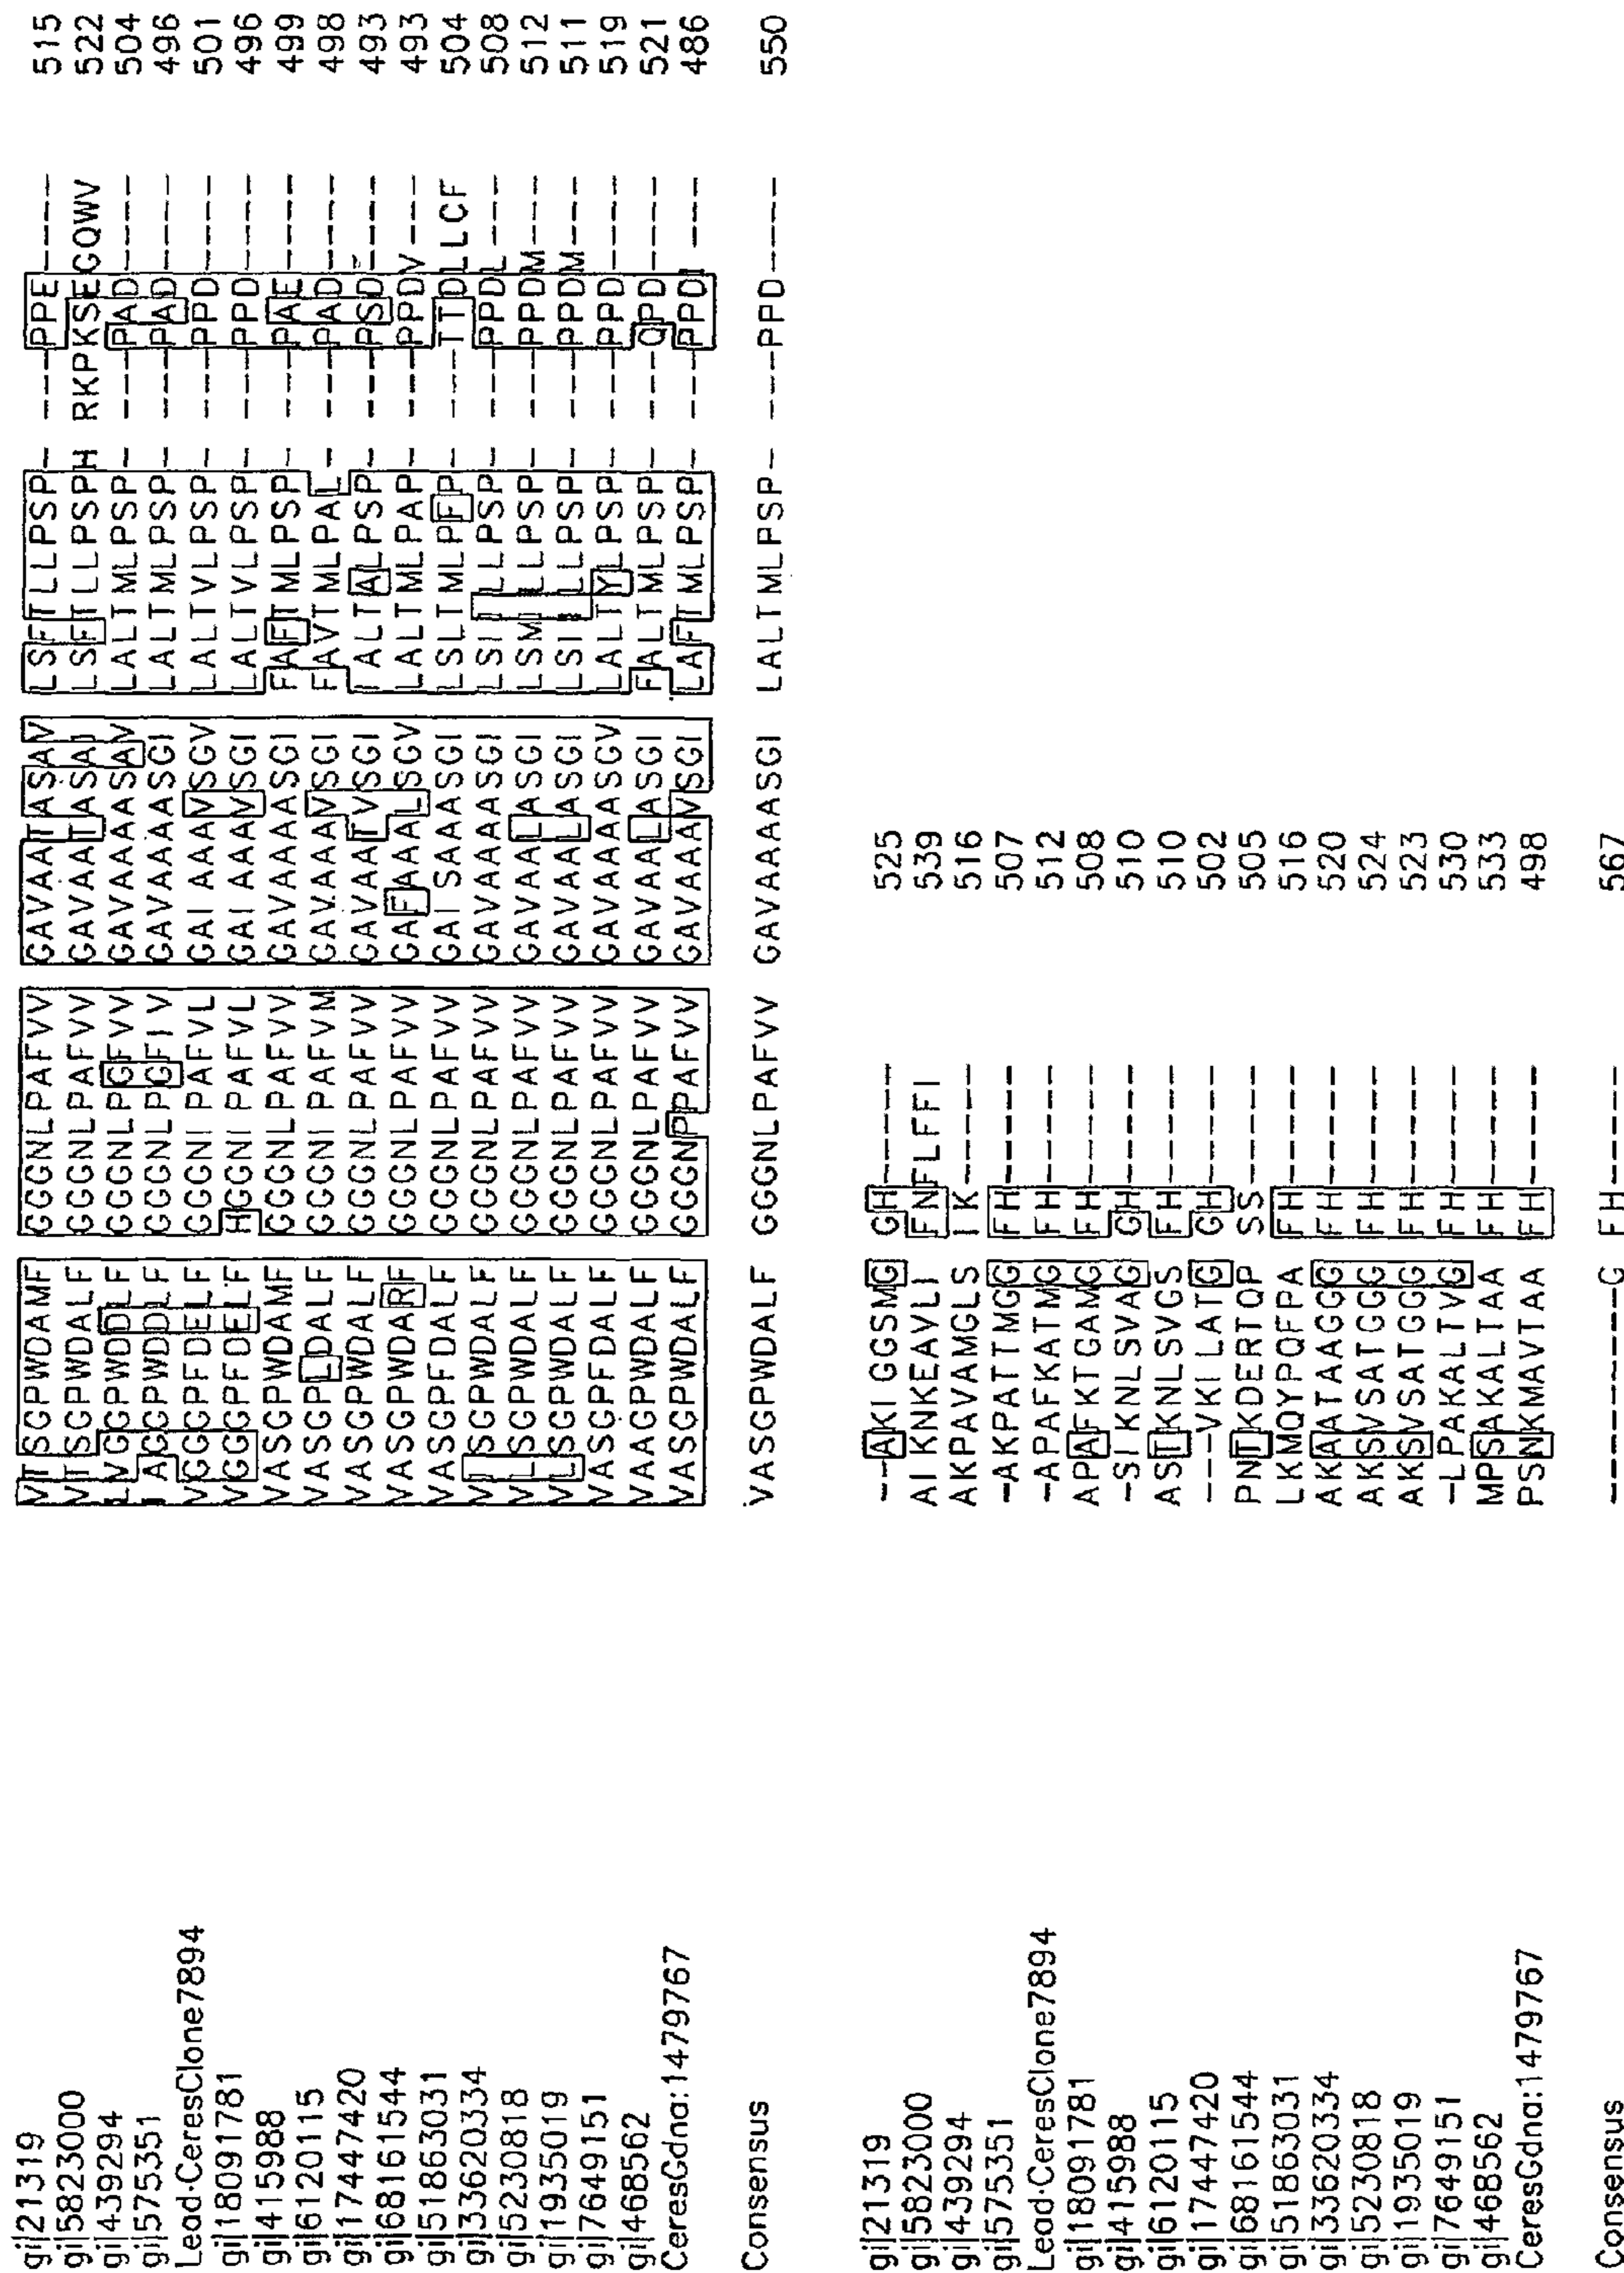 gi|21319 VTSGPWDAMF GGGNLPAFVV GAVAATASAV LSFTLLPSP- ----PPE----- 515
gi|5823000 VTSGPWDALF GGGNLPAFVV GAVAATASAI LSFTLLPSPH RKPKSEGQWV 522
gi|439294 LVGGPWDDLF GGGNLPGFVV GAVAAAASAV LALTMLPSP- ----PAD----- 504
gi|575351 IAGGPWDDLF GGGNLPGFIV GAVAAAASGI LALTMLPSP- ----PAD----- 496
Lead·CeresClone7894 VGGGPFDELF GGGNIPAFVL GAIAAAVSGV LALTVLPSP- ----PPD----- 501
gi|18091781 VGGGPFDELF HGGNIPAFVL GAIAAAVSGI LALTVLPSP- ----PPD----- 496
gi|415988 VASGPWDAMF GGGNLPAFVV GAVAAAASGI FAFTMLPSP- ----PAE----- 499
gi|6120115 VASGPLDALF GGGNIPAFVM GAVAAAVSGI FAVTMLPAL- ----PAD----- 498
gi|17447420 VASGPWDALF GGGNLPAFVV GAVAATVSGI IALTALPSP- ----PSD----- 493
gi|68161544 VASGPWDARF GGGNLPAFVV GAFAAALSGV LALTMLPAP- ----PPDV---- 493
gi|51863031 VASGPFDALF GGGNLPAFVV GAISAAASGI LSLTMLPFP- ----TTDLLCF 504
gi|33620334 VISGPWDALF GGGNLPAFVV GAVAAAASGI LSIILLPSP- ----PPDL---- 508
gi|5230818 VLSGPWDALF GGGNLPAFVV GAVAALASGI LSMILLPSP- ----PPDM---- 512
gi|1935019 VLSGPWDALF GGGNLPAFVV GAVAALASGI LSIILLPSP- ----PPDM---- 511
gi|7649151 VASGPFDALF GGGNLPAFVV GAVAAAASGV LALTYLPSP- ----PPD----- 519
gi|468562 VAAGPWDALF GGGNLPAFVV GAVAALASGI FALTMLPSP- ----QPD----- 521
CeresGdna:1479767 VASGPWDALF GGGNPPAFVV GAVAAAVSGI LAFTMLPSP- ----PPDI---- 486
Consensus VASGPWDALF GGGNLPAFVV GAVAAAASGI LALTMLPSP- ----PPD----- 550
gi|21319 --AKIGGSMG GH------ 525
gi|5823000 AIKNKEAVLI FNFLFFI 539
gi|439294 AKPAVAMGLS IK------ 516
gi|575351 -AKPATTMGG FH------ 507
Lead·CeresClone7894 -APAFKATMG FH------ 512
gi|18091781 APAFKTGAMG FH------ 508
gi|415988 -SIKNLSVAG GH------ 510
gi|6120115 ASTKNLSVGS FH------ 510
gi|17447420 ---VKILATG GH------ 502
gi|68161544 PNTKDERTQP SS------ 505
gi|51863031 LKMQYPQFPA FH------ 516
gi|33620334 AKAATAAGGG FH------ 520
gi|5230818 AKSVSATGGG FH------ 524
gi|1935019 AKSVSATGGG FH------ 523
gi|7649151 -LPAKALTVG FH------ 530
gi|468562 MPSAKALTAA FH------ 533
CeresGdna:1479767 PSNKMAVTAA FH------ 498
Consensus ---------G FH------ 567